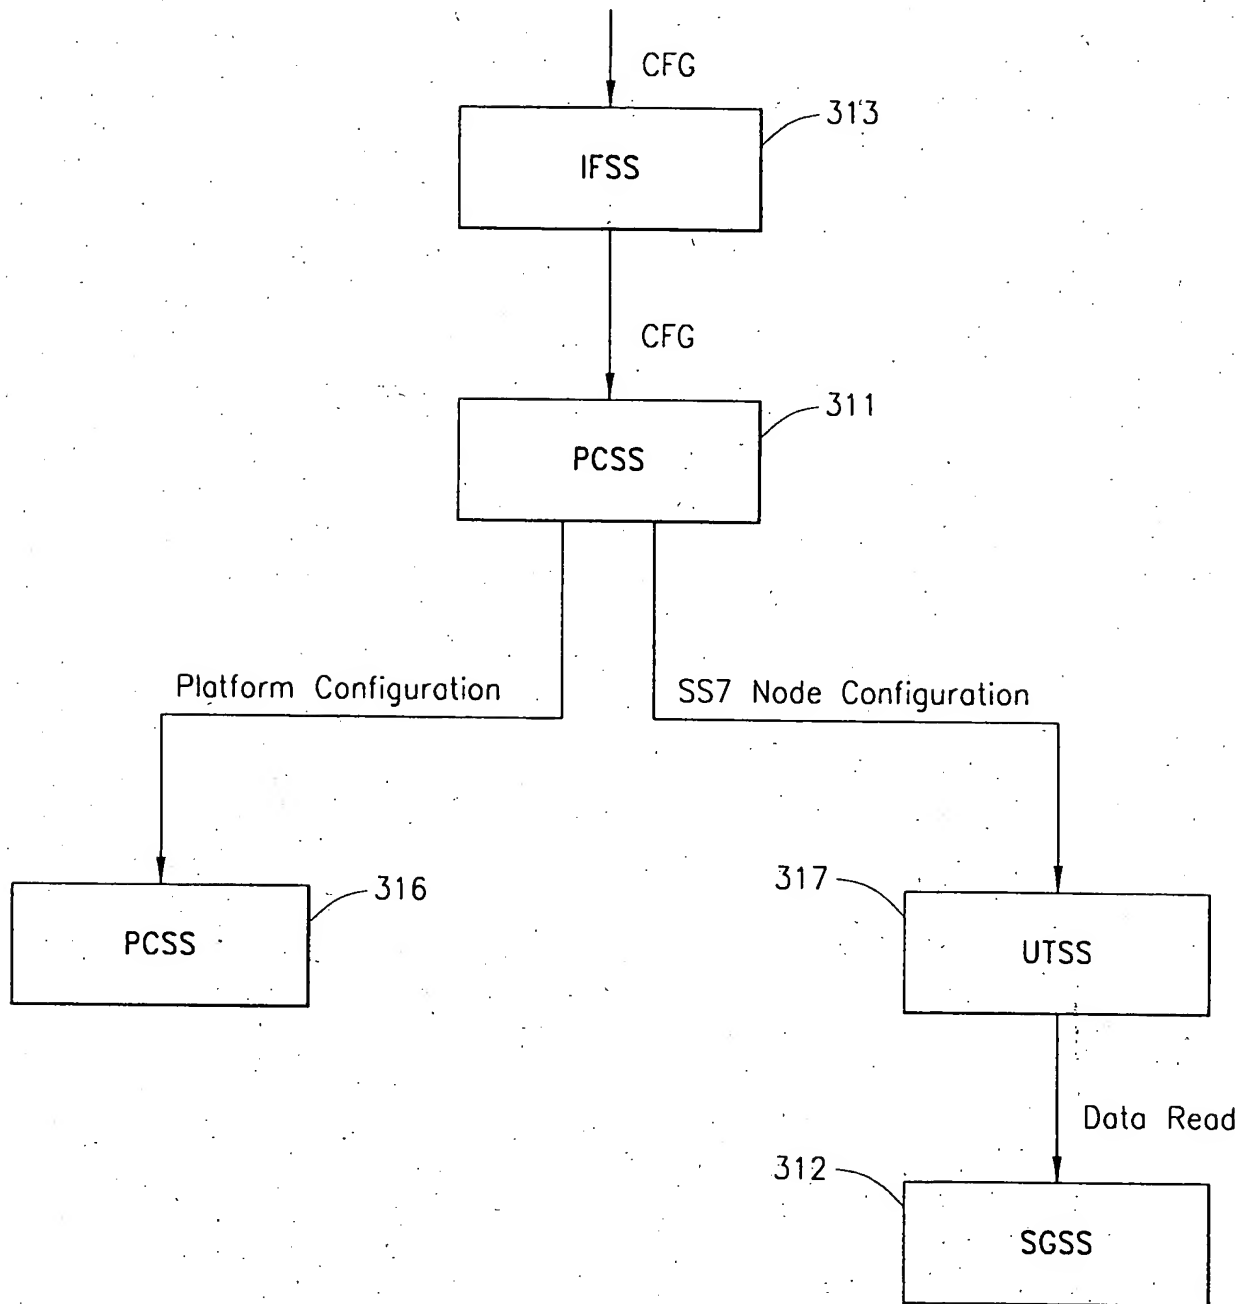 CFG
313
IFSS
CFG
311
PCSS
Platform Configuration
SS7 Node Configuration
316
PCSS
317
UTSS
Data Read
312
SGSS